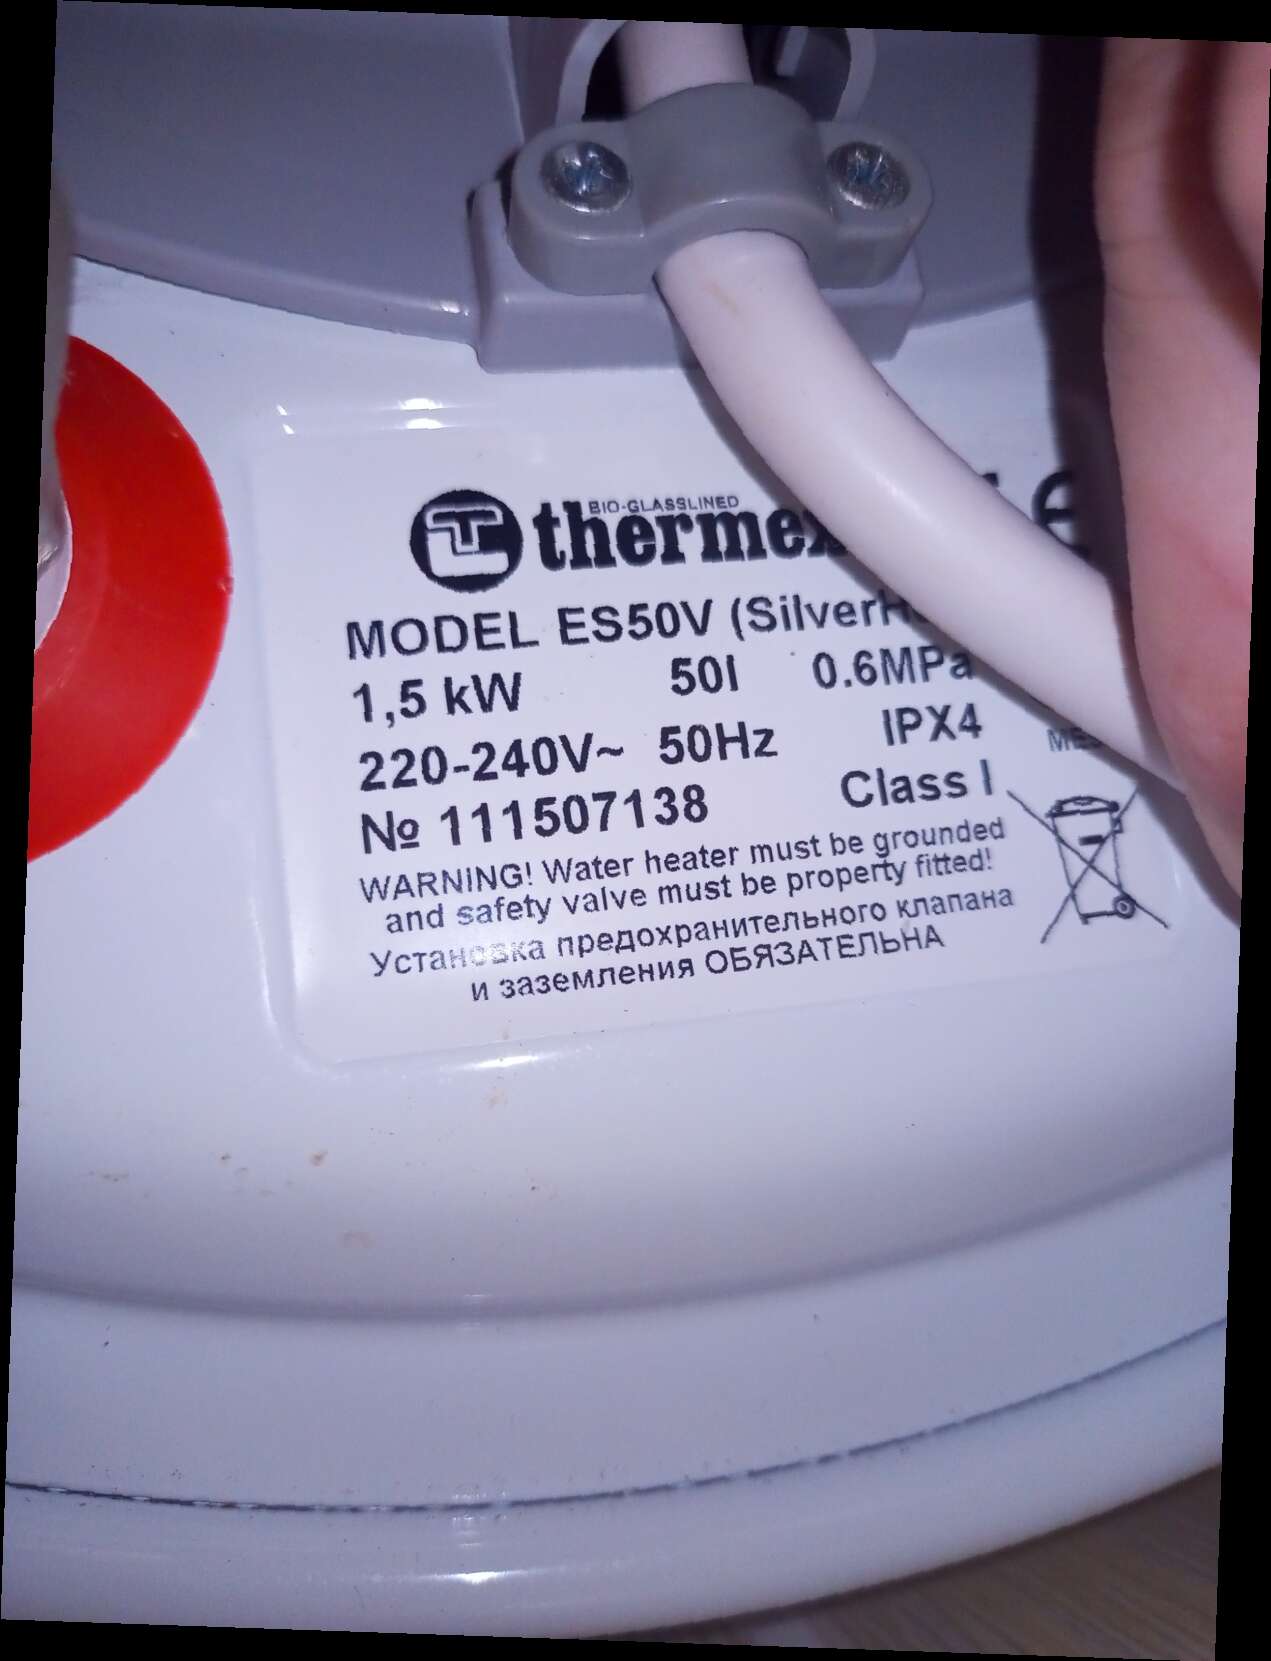 BIO-GLASSLINED
thermex
MODEL ES50V (SilverH
1,5 kW 50l 0.6MPa
220-240V~ 50Hz IPX4
№ 111507138 Class I
WARNING! Water heater must be grounded
and safety valve must be property fitted!
Установка предохранительного клапана
и заземления ОБЯЗАТЕЛЬНА